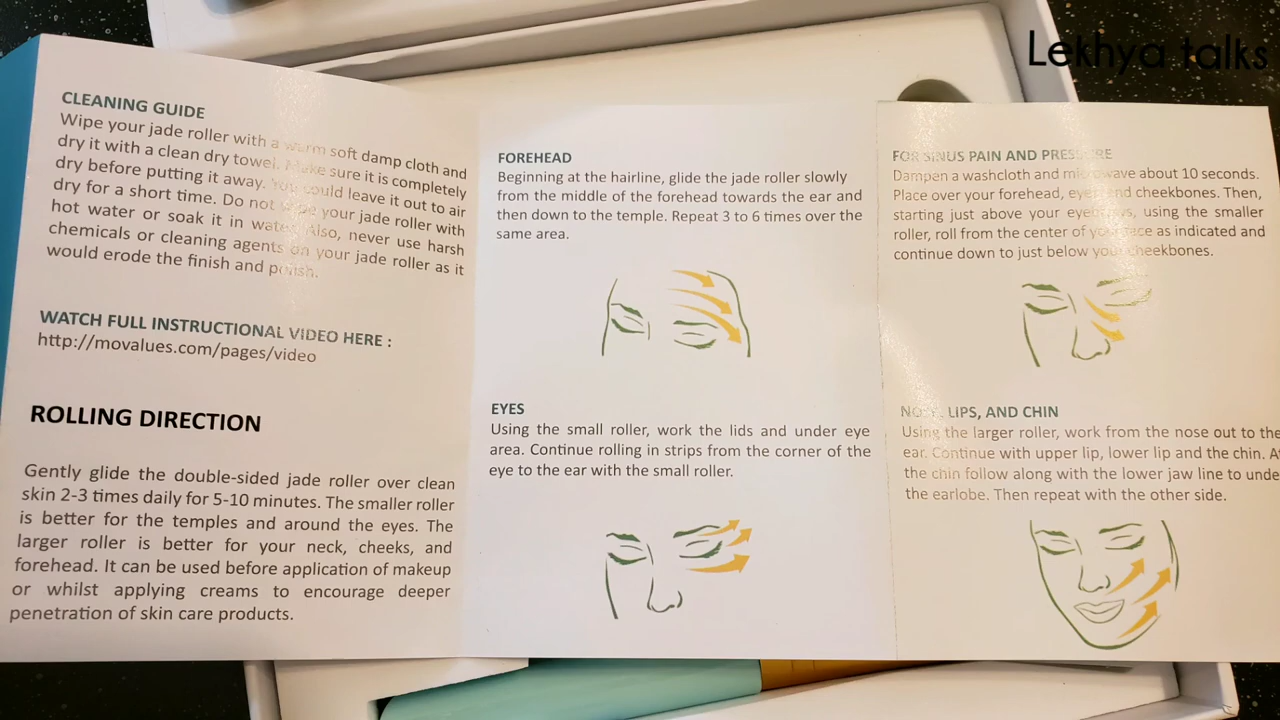 Lekhya talks
CLEANING GUIDE
Wipe your jade roller with a warm soft damp cloth and
dry it with a clean dry towel. Make sure it is completely
dry before putting it away. You could leave it out to air
dry for a short time. Do not wipe your jade roller with
hot water or soak it in water. Also, never use harsh
chemicals or cleaning agents on your jade roller as it
would erode the finish and polish.
WATCH FULL INSTRUCTIONAL VIDEO HERE :
http://movalues.com/pages/video
ROLLING DIRECTION
Gently glide the double-sided jade roller over clean
skin 2-3 times daily for 5-10 minutes. The smaller roller
is better for the temples and around the eyes. The
larger roller is better for your neck, cheeks, and
forehead. It can be used before application of makeup
or whilst applying creams to encourage deeper
penetration of skin care products.
FOREHEAD
Beginning at the hairline, glide the jade roller slowly
from the middle of the forehead towards the ear and
then down to the temple. Repeat 3 to 6 times over the
same area.
EYES
Using the small roller, work the lids and under eye
area. Continue rolling in strips from the corner of the
eye to the ear with the small roller.
FOR SINUS PAIN AND PRESSURE
Dampen a washcloth and microwave about 10 seconds.
Place over your forehead, eyes and cheekbones. Then,
starting just above your eyebrows, using the smaller
roller, roll from the center of your face as indicated and
continue down to just below your cheekbones.
NOSE, LIPS, AND CHIN
Using the larger roller, work from the nose out to the
ear. Continue with upper lip, lower lip and the chin.
the chin follow along with the lower jaw line to
the earlobe. Then repeat with the other side.